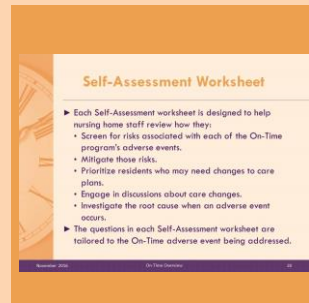 Self-Assessment Worksheet
► Each Self-Assessment worksheet is designed to help
nursing home staff review how they:
• Screen for risks associated with each of the On-Time
program's adverse events.
• Mitigate those risks.
• Prioritize residents who may need changes to care
plans.
• Engage in discussions about care changes.
• Investigate the root cause when an adverse event
occurs.
► The questions in each Self-Assessment worksheet are
tailored to the On-Time adverse event being addressed.
On-Time Overview